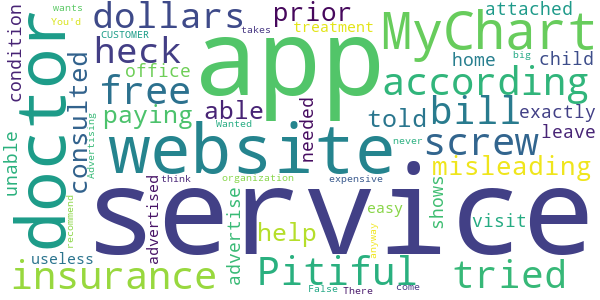 You'd
wants
condition
dollars
CUSTOMER
heck
prior
takes
treatment
MyChart
attached
doctor
consulted
office
free
paying
app
able
needed
home
child
according
told
bill
exactly
screw
leave
unable
Advertising
website
Wanted
never
big
misleading
service
advertised
think
organization
expensive
recommend
useless
advertise
help
easy
shows
visit
anyway
insurance
Pitiful
False
There
come
tried